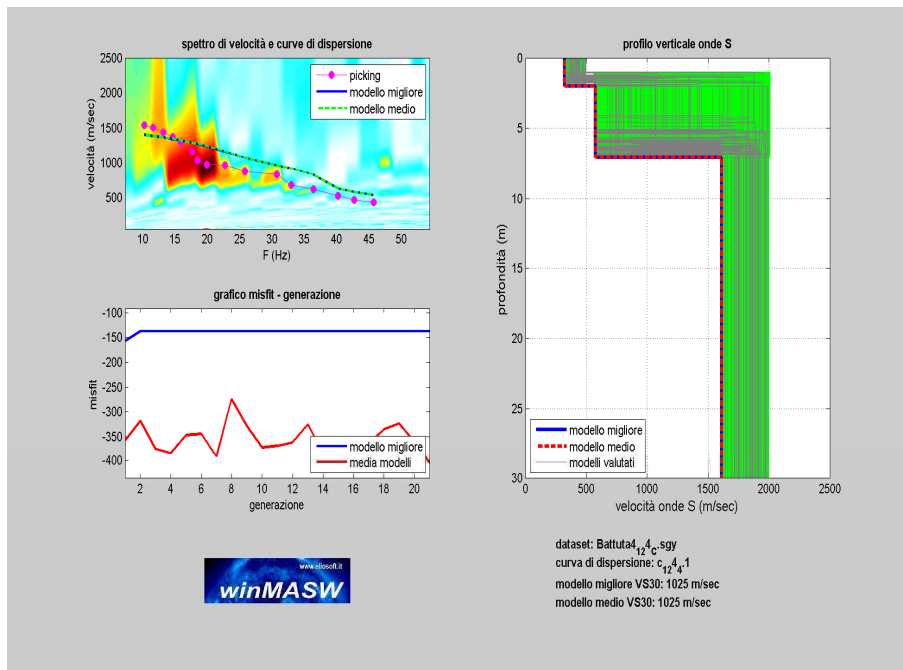 spettro di velocità e curve di dispersione
2500
2000
1500
1000
500
velocità (m/sec)
10 15 20 25 30 35 40 45 50
F (Hz)
picking
modello migliore
modello medio
grafico misfit - generazione
-100
-150
-200
-250
-300
-350
-400
misfit
2 4 6 8 10 12 14 16 18 20
generazione
modello migliore
media modelli
www.eliosoft.it
winMASW
profilo verticale onde S
0
5
10
15
20
25
30
profondità (m)
0 500 1000 1500 2000 2500
velocità onde S (m/sec)
modello migliore
modello medio
modelli valutati
dataset: Battuta4_12 4_C.sgy
curva di dispersione: c_12 4_4.1
modello migliore VS30: 1025 m/sec
modello medio VS30: 1025 m/sec